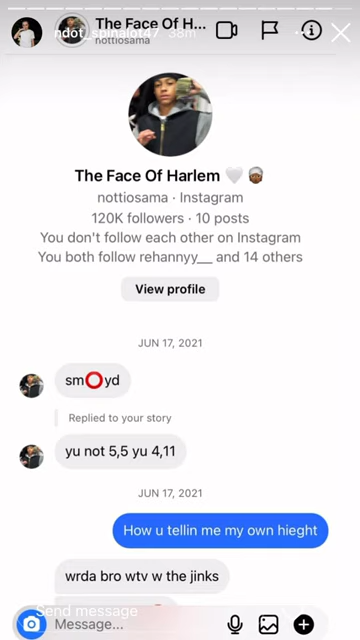 ndot_spinalot47 38m
The Face Of H...
nottiosama
The Face Of Harlem 🤍 👳🏾‍♂️
nottiosama · Instagram
120K followers · 10 posts
You don't follow each other on Instagram
You both follow rehannyy__ and 14 others
View profile
JUN 17, 2021
sm⭕yd
Replied to your story
yu not 5,5 yu 4,11
JUN 17, 2021
How u tellin me my own hieght
wrda bro wtv w the jinks
Send message
Message...